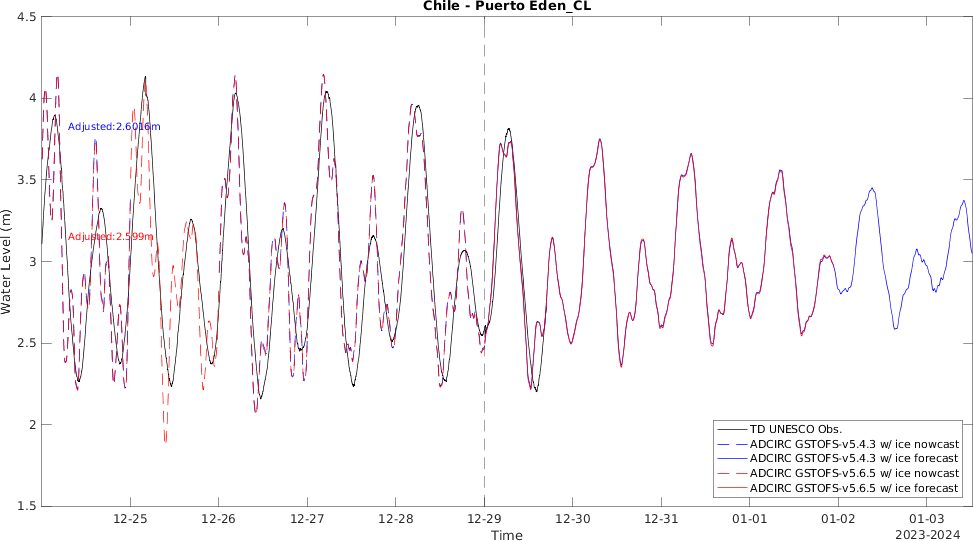 Chile - Puerto Eden_CL
4.5
4
3.5
3
2.5
2
1.5
Water Level (m)
Adjusted:2.6016m
Adjusted:2.599m
TD UNESCO Obs.
ADCIRC GSTOFS-v5.4.3 w/ ice nowcast
ADCIRC GSTOFS-v5.4.3 w/ ice forecast
ADCIRC GSTOFS-v5.6.5 w/ ice nowcast
ADCIRC GSTOFS-v5.6.5 w/ ice forecast
12-25 12-26 12-27 12-28 12-29 12-30 12-31 01-01 01-02 01-03
Time
2023-2024